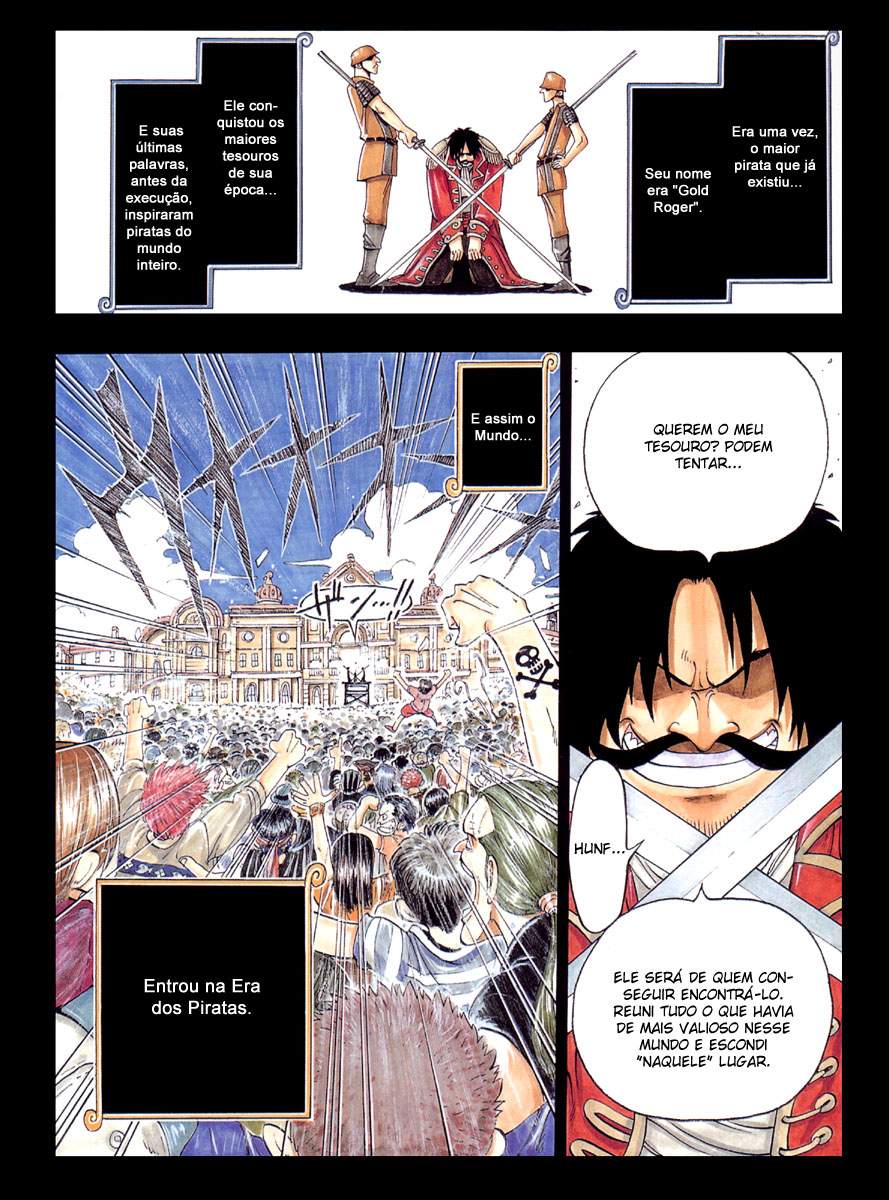 Era uma vez,
o maior
pirata que já
existiu...
Seu nome
era "Gold
Roger".
Ele con-
quistou os
maiores
tesouros
de sua
época...
E suas
últimas
palavras,
antes da
execução,
inspiraram
piratas do
mundo
inteiro.
QUEREM O MEU
TESOURO? PODEM
TENTAR...
HUNF...
ELE SERÁ DE QUEM CON-
SEGUIR ENCONTRÁ-LO.
REUNI TUDO O QUE HAVIA
DE MAIS VALIOSO NESSE
MUNDO E ESCONDI
"NAQUELE" LUGAR.
E assim o
Mundo...
Entrou na Era
dos Piratas.